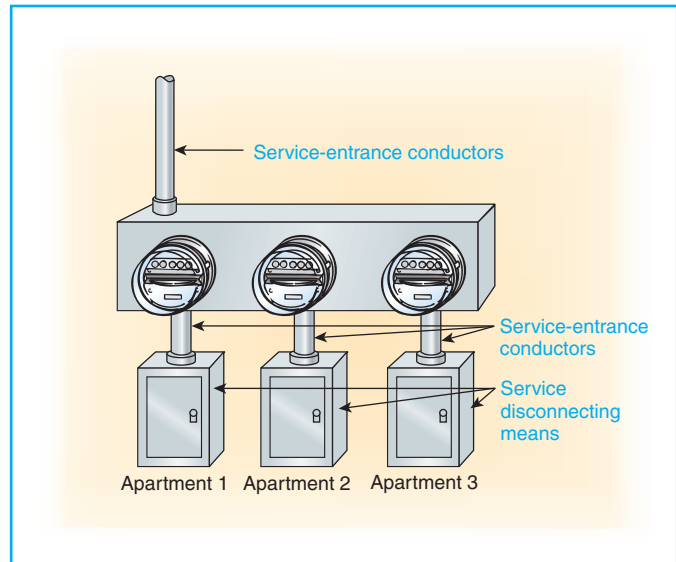 Service-entrance conductors
Service-entrance
conductors
Service
disconnecting
means
Apartment 1 Apartment 2 Apartment 3